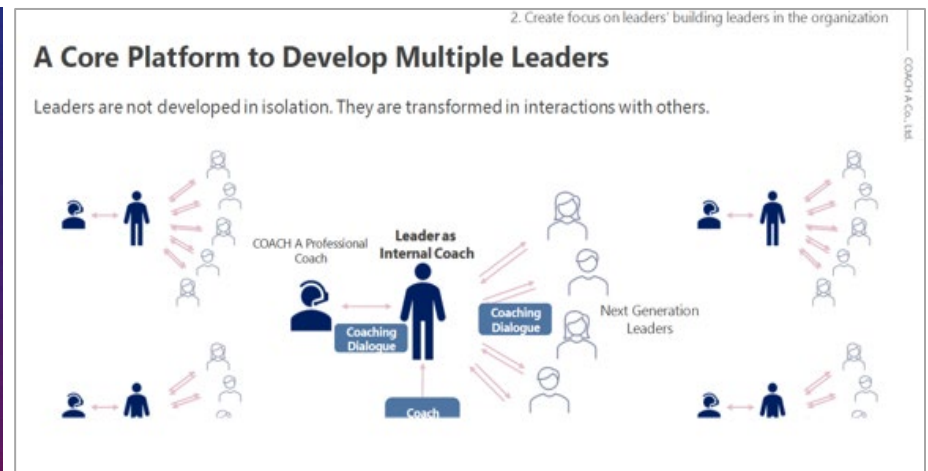 2. Create focus on leaders' building leaders in the organization
A Core Platform to Develop Multiple Leaders
COACH A Co., Ltd.
Leaders are not developed in isolation. They are transformed in interactions with others.
COACH A Professional
Coach
Leader as
Internal Coach
Coaching
Dialogue
Coaching
Dialogue
Next Generation
Leaders
Coach